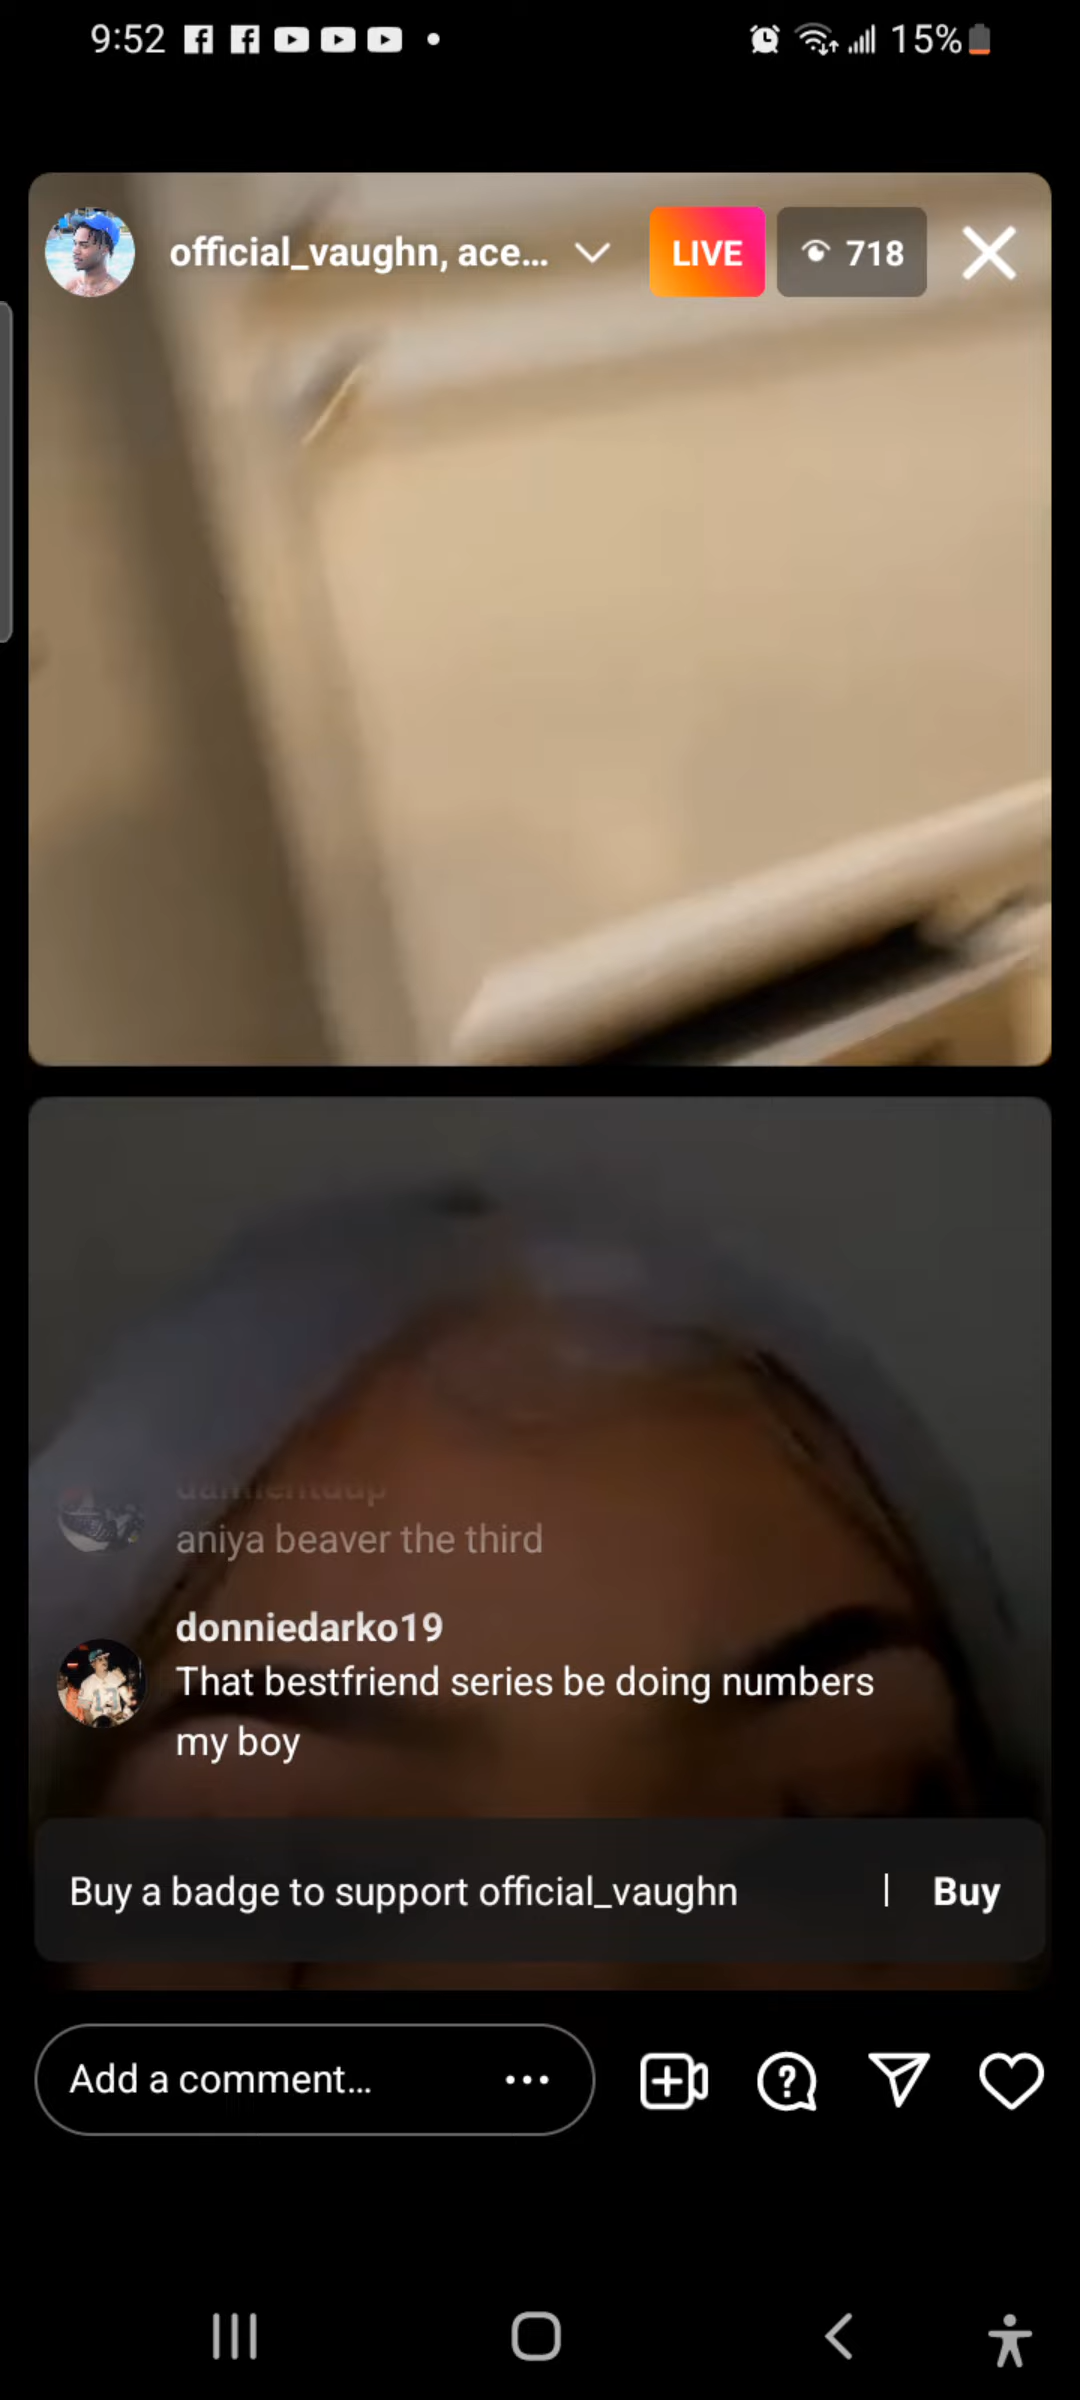 9:52
15%
official_vaughn, ace...
LIVE
718
aniya beaver the third
donniedarko19
That bestfriend series be doing numbers
my boy
Buy a badge to support official_vaughn | Buy
Add a comment...